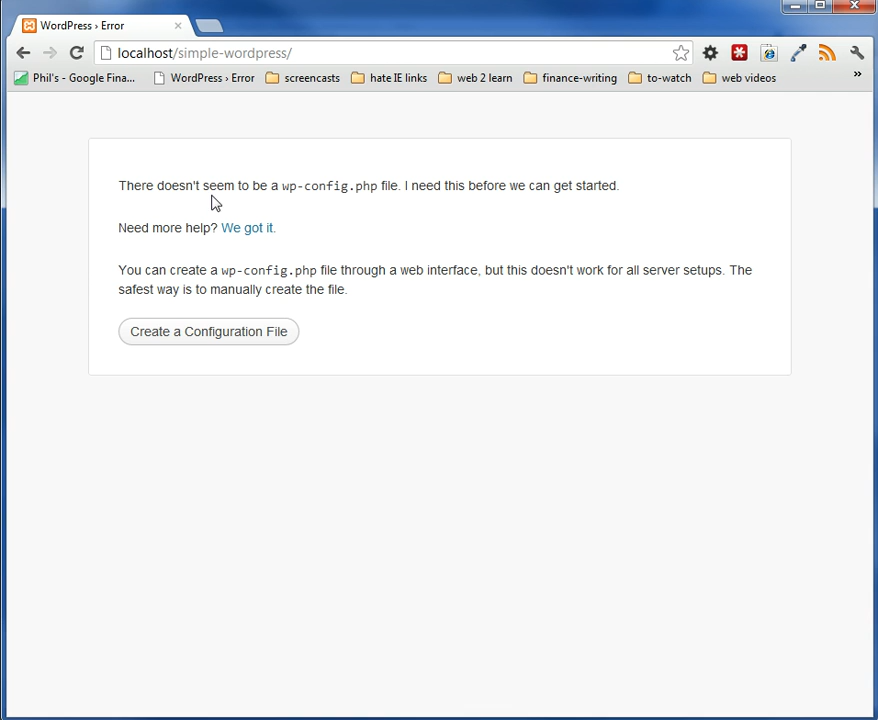 WordPress › Error
localhost/simple-wordpress/
Phil's - Google Fina... WordPress › Error screencasts hate IE links web 2 learn finance-writing to-watch web videos »
There doesn't seem to be a wp-config.php file. I need this before we can get started.
Need more help? We got it.
You can create a wp-config.php file through a web interface, but this doesn't work for all server setups. The
safest way is to manually create the file.
Create a Configuration File